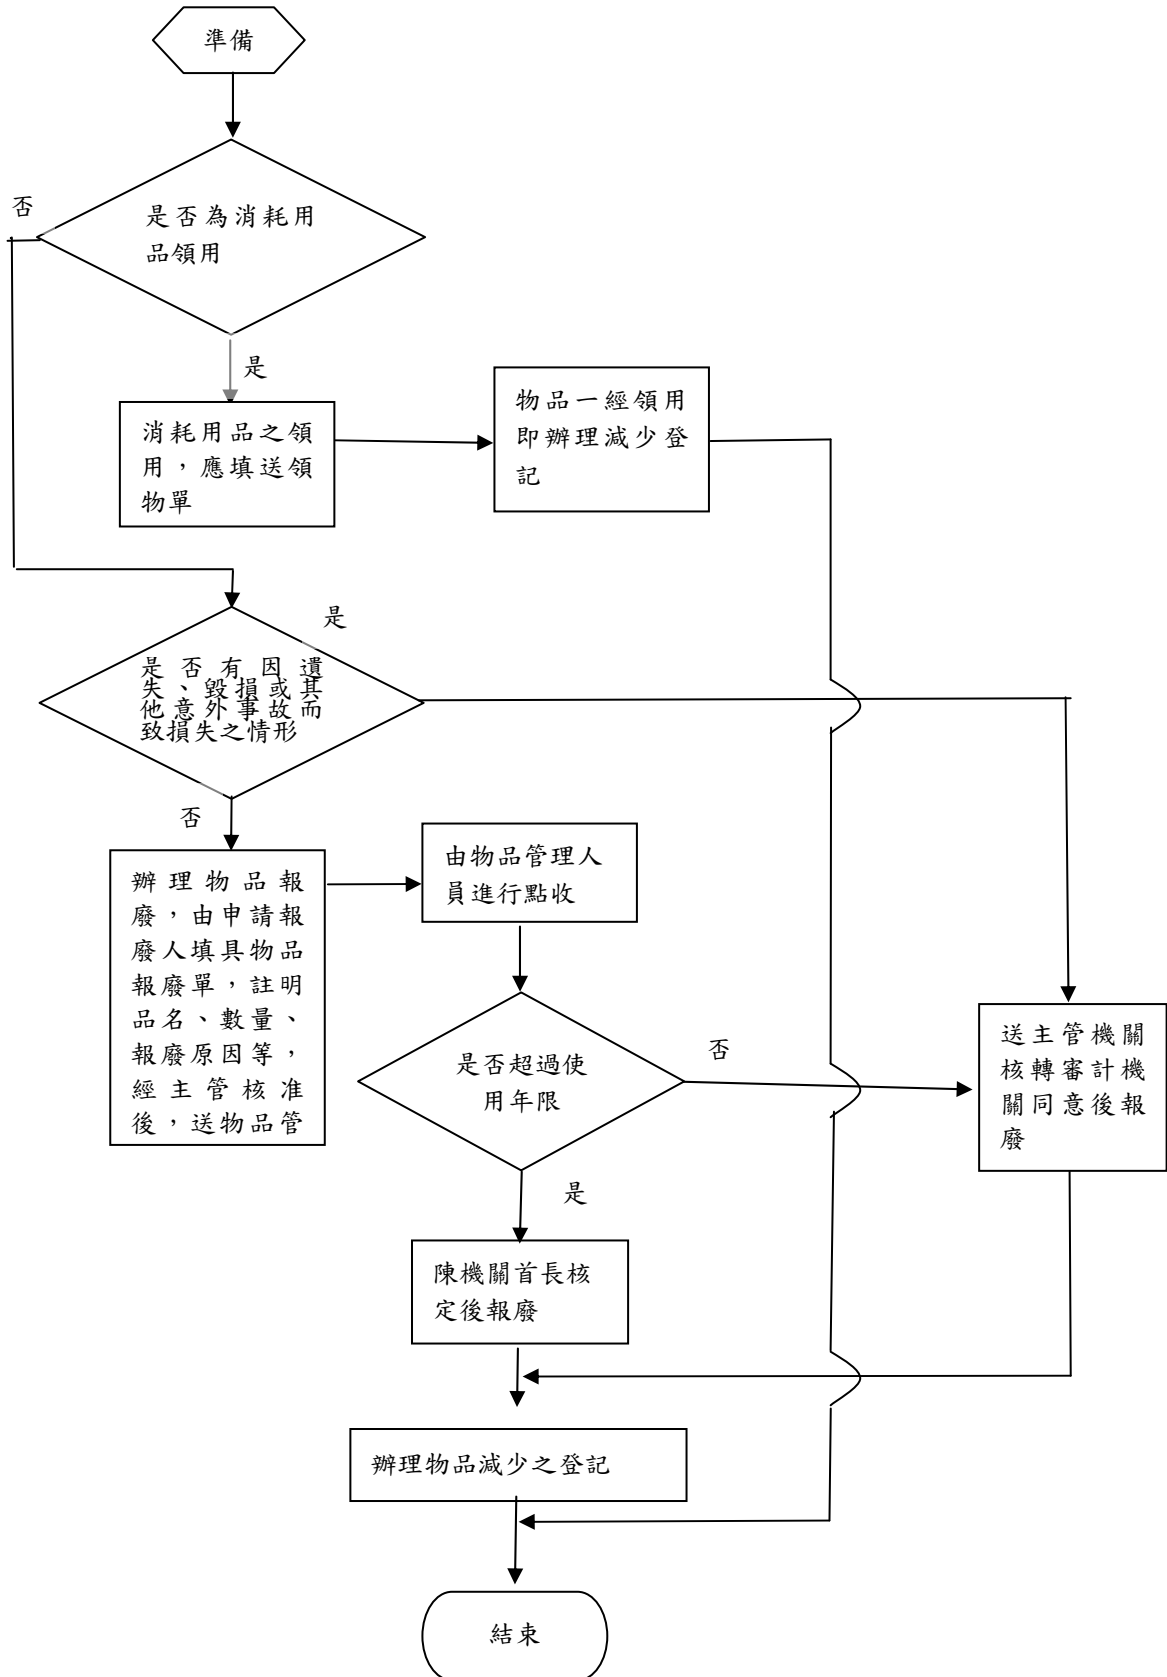 準備
否
是否為消耗用
品領用
是
消耗用品之領
用，應填送領
物單
物品一經領用
即辦理減少登
記
是
是否有因遺
失、毀損或其
他意外事故而
致損失之情形
否
辦理物品報
廢，由申請報
廢人填具物品
報廢單，註明
品名、數量、
報廢原因等，
經主管核准
後，送物品管
由物品管理人
員進行點收
是否超過使
用年限
否
送主管機關
核轉審計機
關同意後報
廢
是
陳機關首長核
定後報廢
辦理物品減少之登記
結束